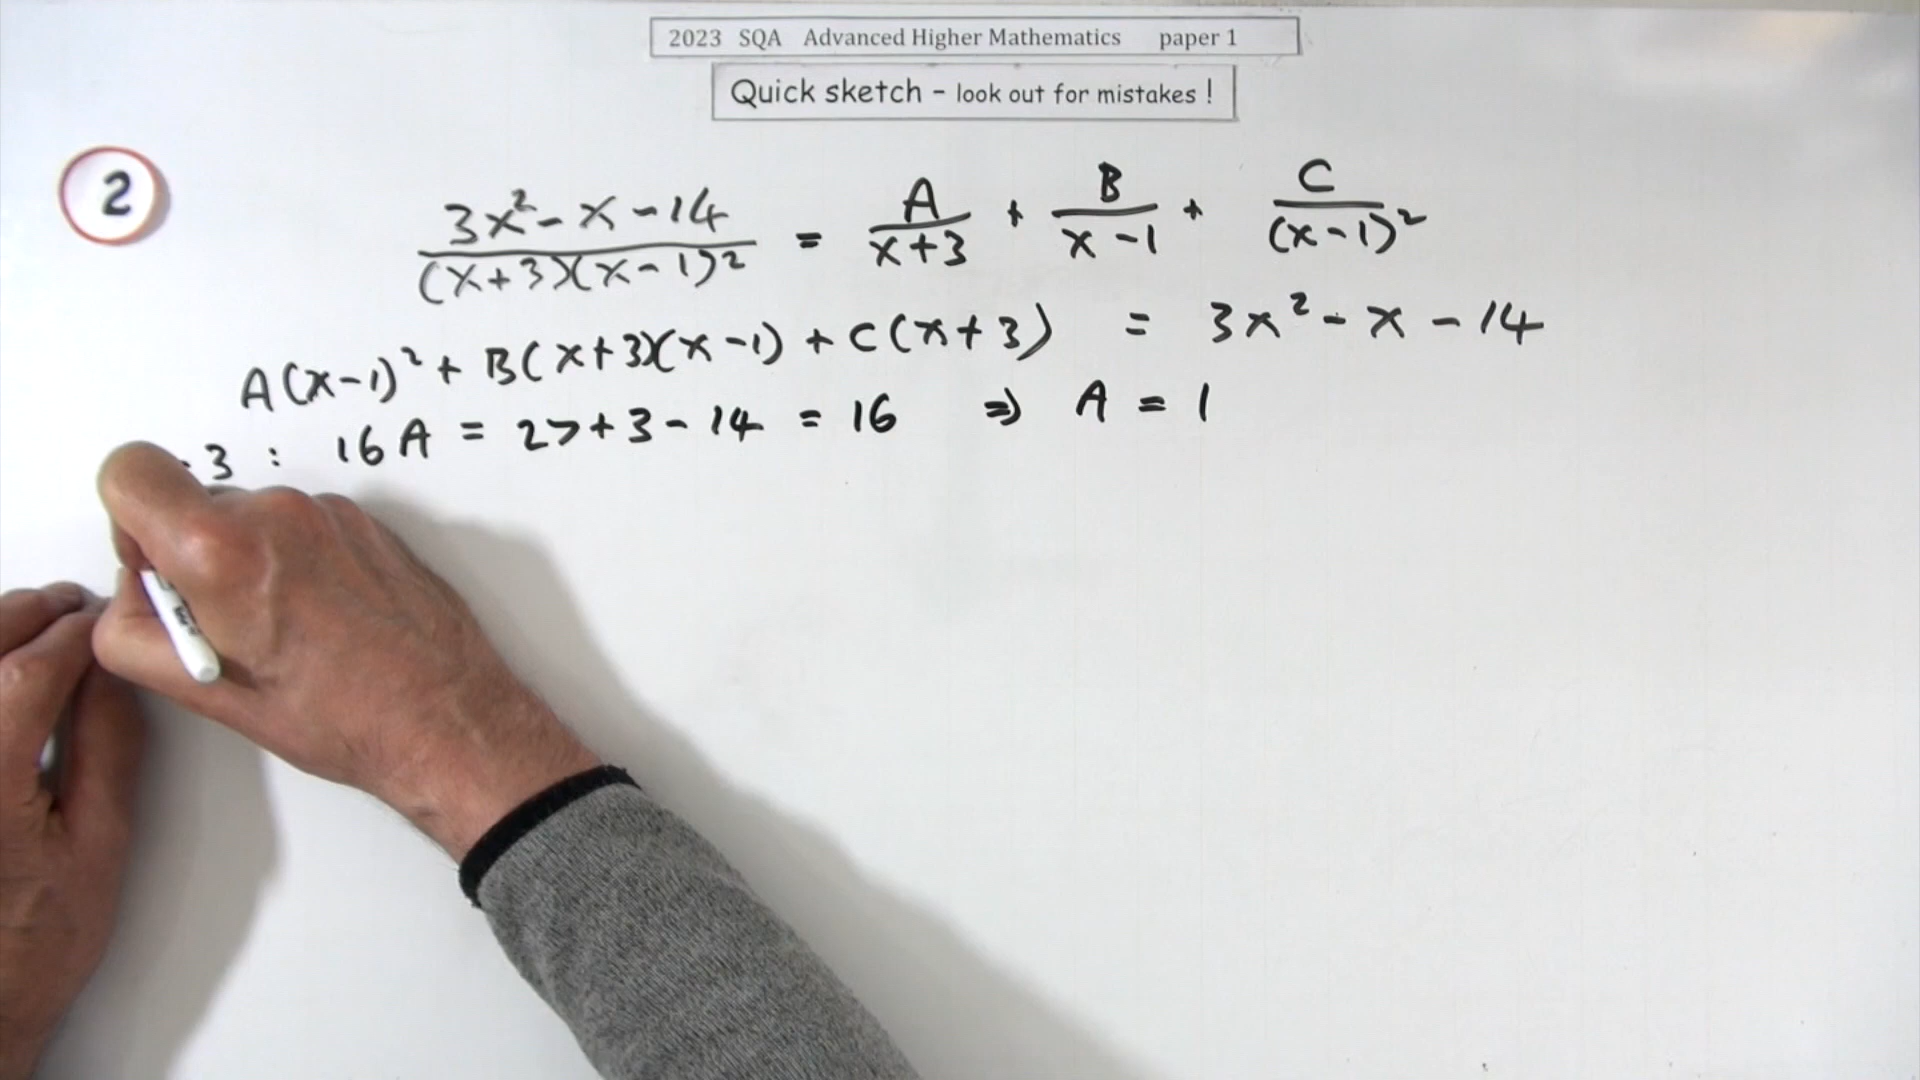 2023 SQA Advanced Higher Mathematics paper 1
Quick sketch - look out for mistakes !
2
3x² - x - 14 / (x+3)(x-1)² = A / x+3 + B / x-1 + C / (x-1)²
A(x-1)² + B(x+3)(x-1) + C(x+3) = 3x² - x - 14
-3 : 16A = 27+3-14 = 16 ⇒ A = 1